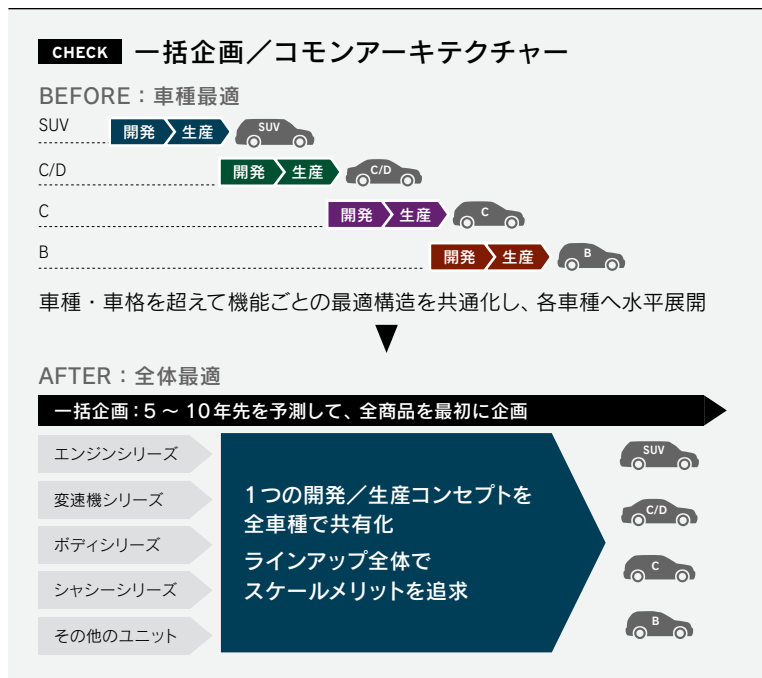 CHECK 一括企画／コモンアーキテクチャー
BEFORE：車種最適
SUV 開発 生産 SUV
C/D 開発 生産 C/D
C 開発 生産 C
B 開発 生産 B
車種・車格を超えて機能ごとの最適構造を共通化し、各車種へ水平展開
AFTER：全体最適
一括企画：5 ～ 10年先を予測して、全商品を最初に企画
エンジンシリーズ
変速機シリーズ
ボディシリーズ
シャシーシリーズ
その他のユニット
1つの開発／生産コンセプトを
全車種で共有化
ラインアップ全体で
スケールメリットを追求
SUV
C/D
C
B